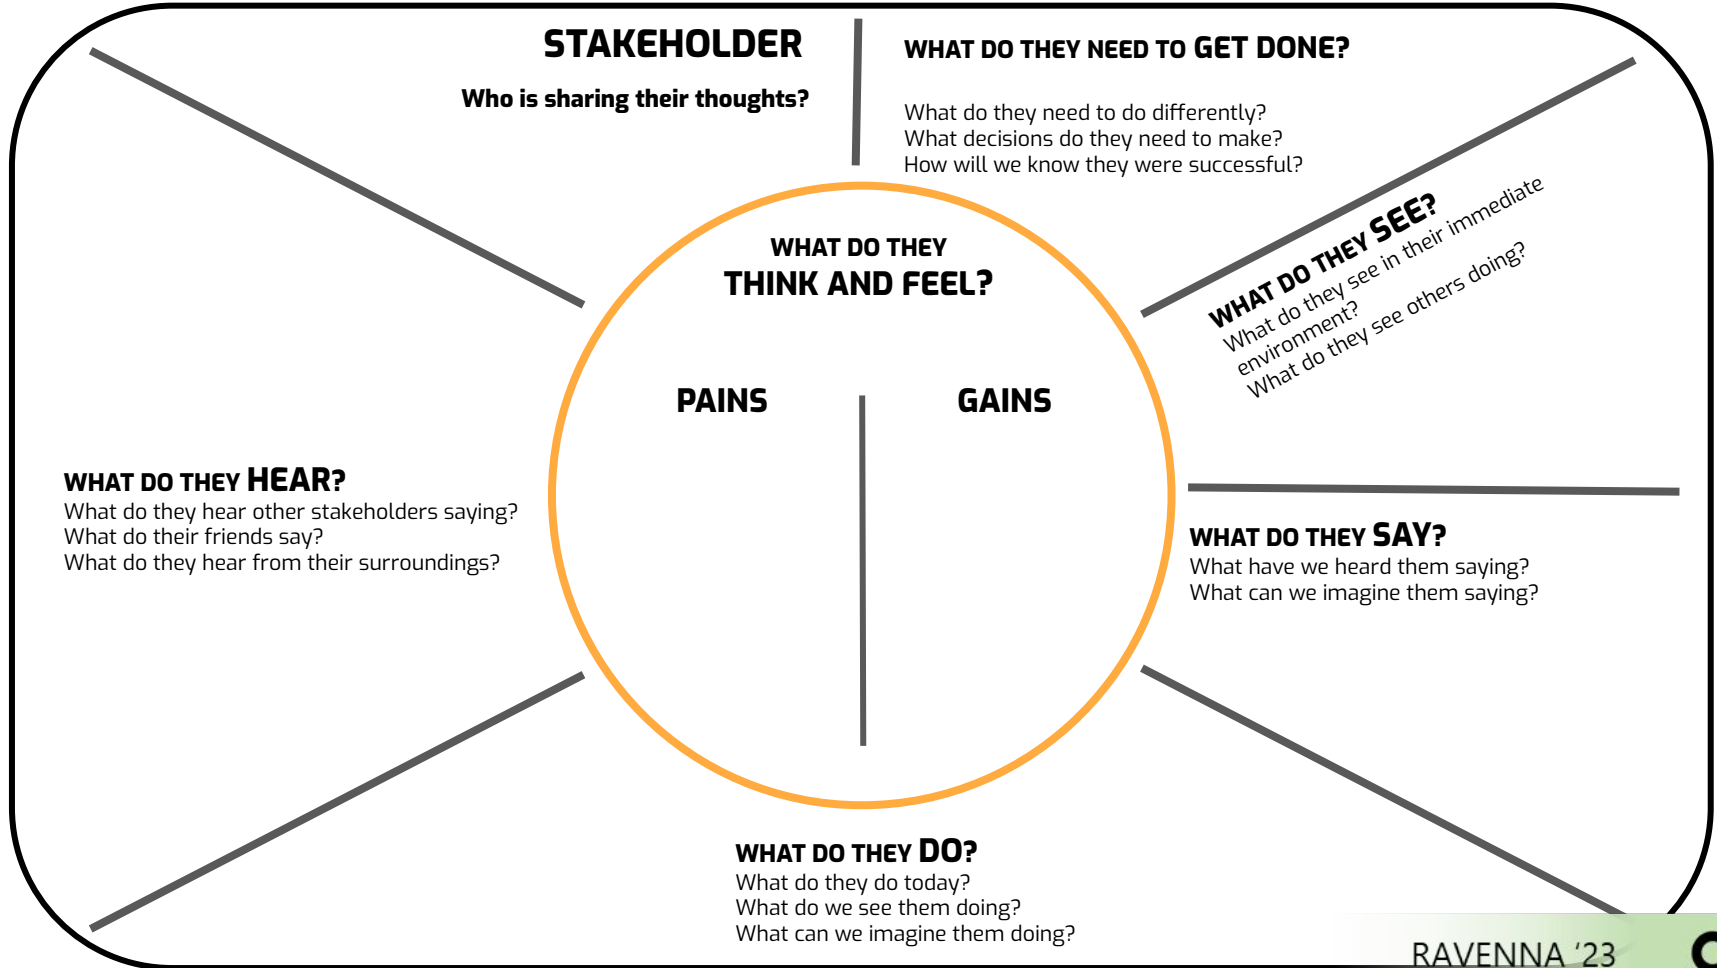 STAKEHOLDER
Who is sharing their thoughts?
WHAT DO THEY NEED TO GET DONE?
What do they need to do differently?
What decisions do they need to make?
How will we know they were successful?
WHAT DO THEY SEE?
What do they see in their immediate
environment?
What do they see others doing?
WHAT DO THEY
THINK AND FEEL?
PAINS
GAINS
WHAT DO THEY HEAR?
What do they hear other stakeholders saying?
What do their friends say?
What do they hear from their surroundings?
WHAT DO THEY SAY?
What have we heard them saying?
What can we imagine them saying?
WHAT DO THEY DO?
What do they do today?
What do we see them doing?
What can we imagine them doing?
RAVENNA ‘23